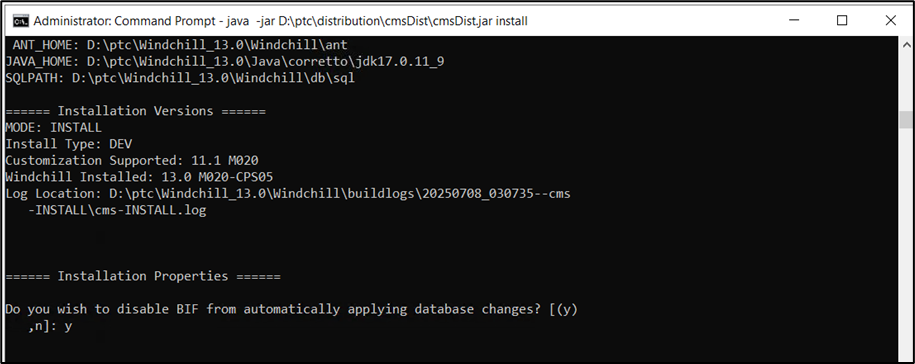 Administrator: Command Prompt - java  -jar D:\ptc\distribution\cmsDist\cmsDist.jar install
 ANT_HOME: D:\ptc\Windchill_13.0\Windchill\ant
JAVA_HOME: D:\ptc\Windchill_13.0\Java\corretto\jdk17.0.11_9
SQLPATH: D:\ptc\Windchill_13.0\Windchill\db\sql
====== Installation Versions ======
MODE: INSTALL
Install Type: DEV
Customization Supported: 11.1 M020
Windchill Installed: 13.0 M020-CPS05
Log Location: D:\ptc\Windchill_13.0\Windchill\buildlogs\20250708_030735--cms
   -INSTALL\cms-INSTALL.log
====== Installation Properties ======
Do you wish to disable BIF from automatically applying database changes? [(y)
   ,n]: y